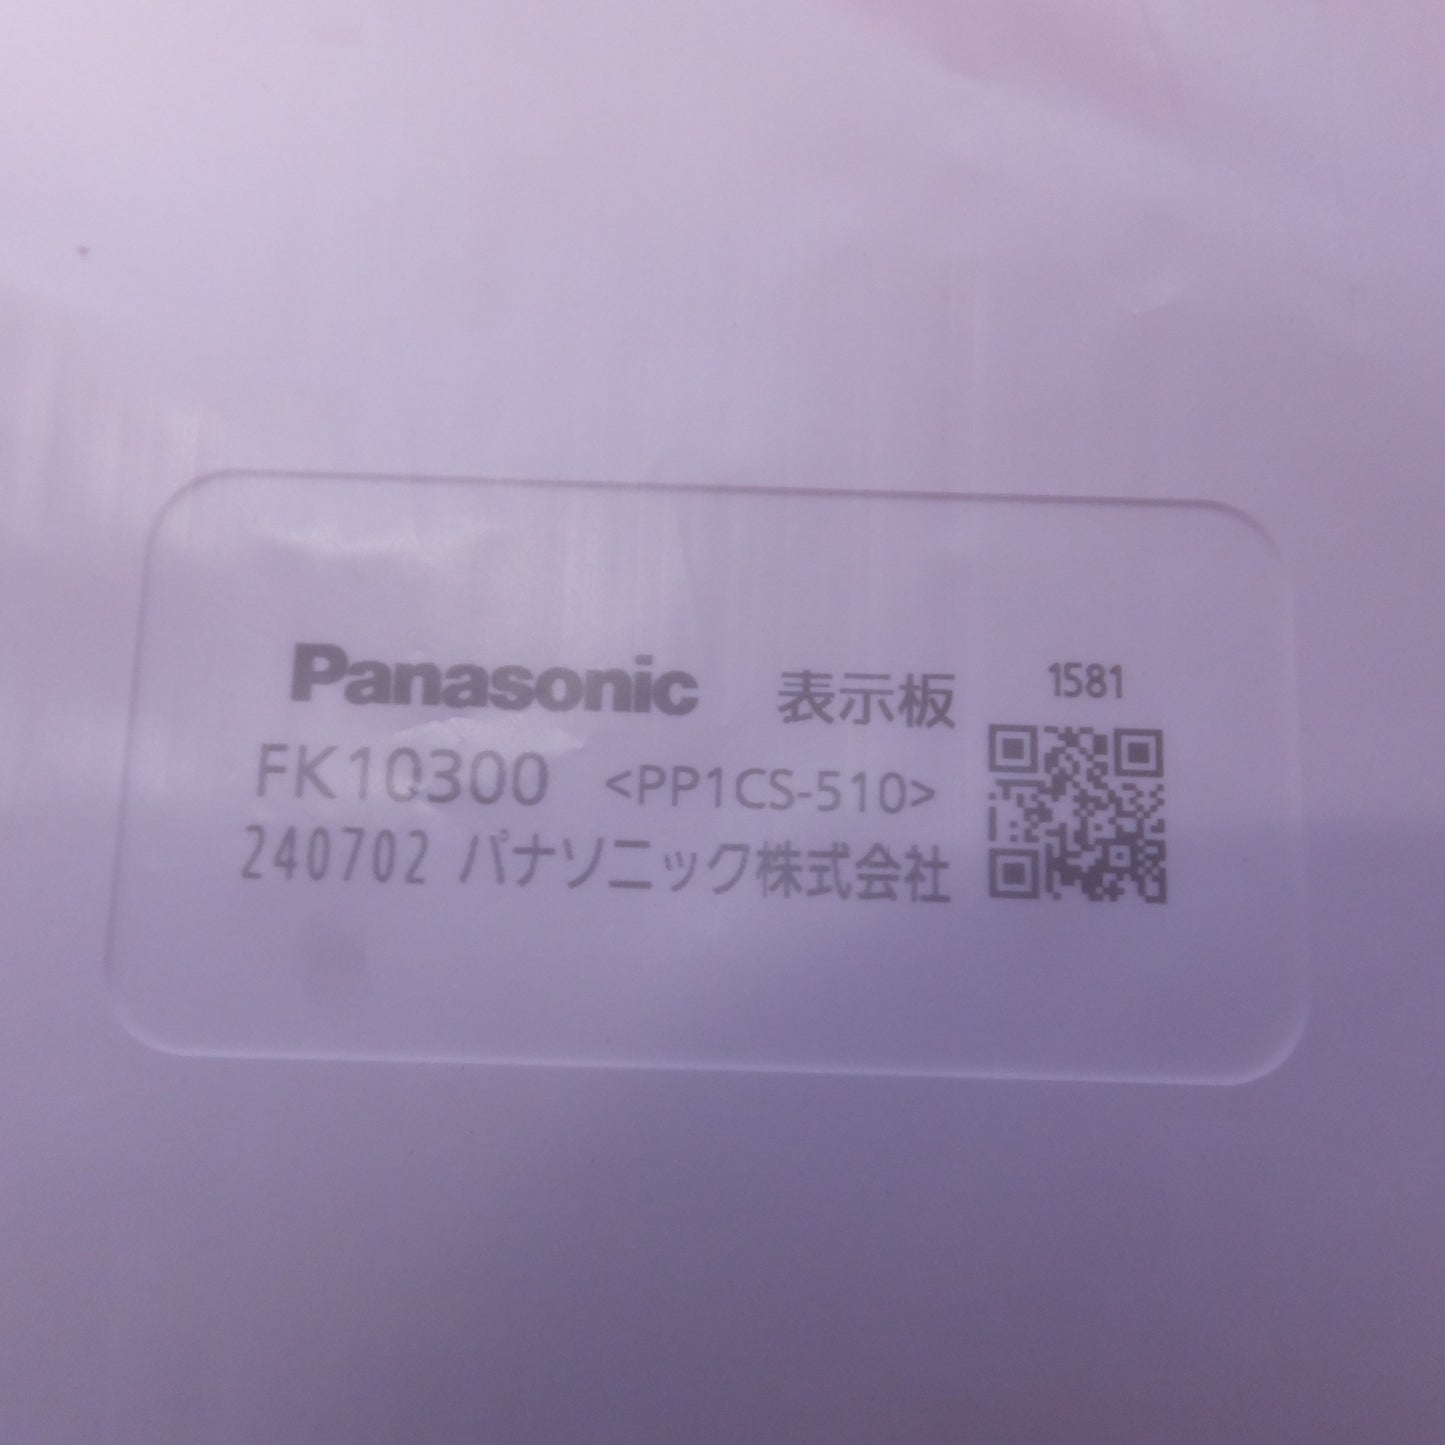 Panasonic 表示板 1581
FK10300 <PP1CS-510>
240702 パナソニック株式会社